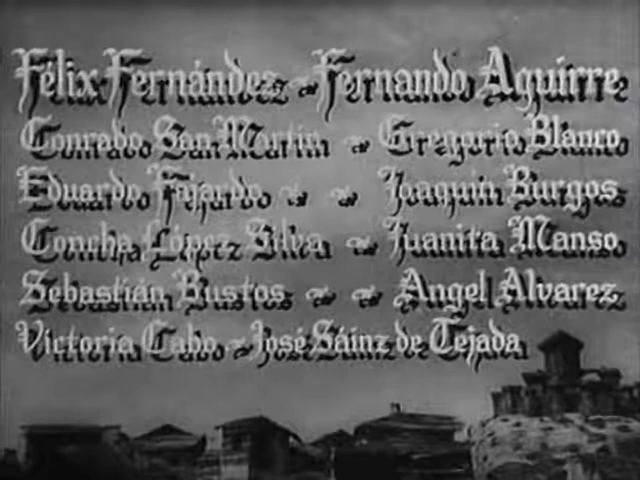 Félix Fernández - Fernando Aguirre
Conrado San Martín - Gregorio Blanco
Eduardo Fajardo - - Joaquin Burgos
Concha López Silva - Juanita Manso
Sebastián Bustos - - Angel Alvarez
Victoria Cabo - José Sáinz de Tejada